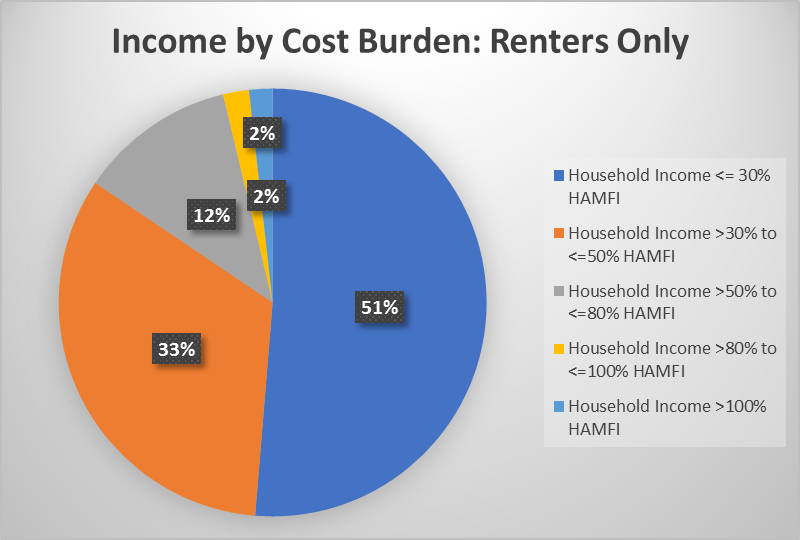 Income by Cost Burden: Renters Only
2%
2%
12%
51%
33%
Household Income <= 30%
HAMFI
Household Income >30% to
<=50% HAMFI
Household Income >50% to
<=80% HAMFI
Household Income >80% to
<=100% HAMFI
Household Income >100%
HAMFI